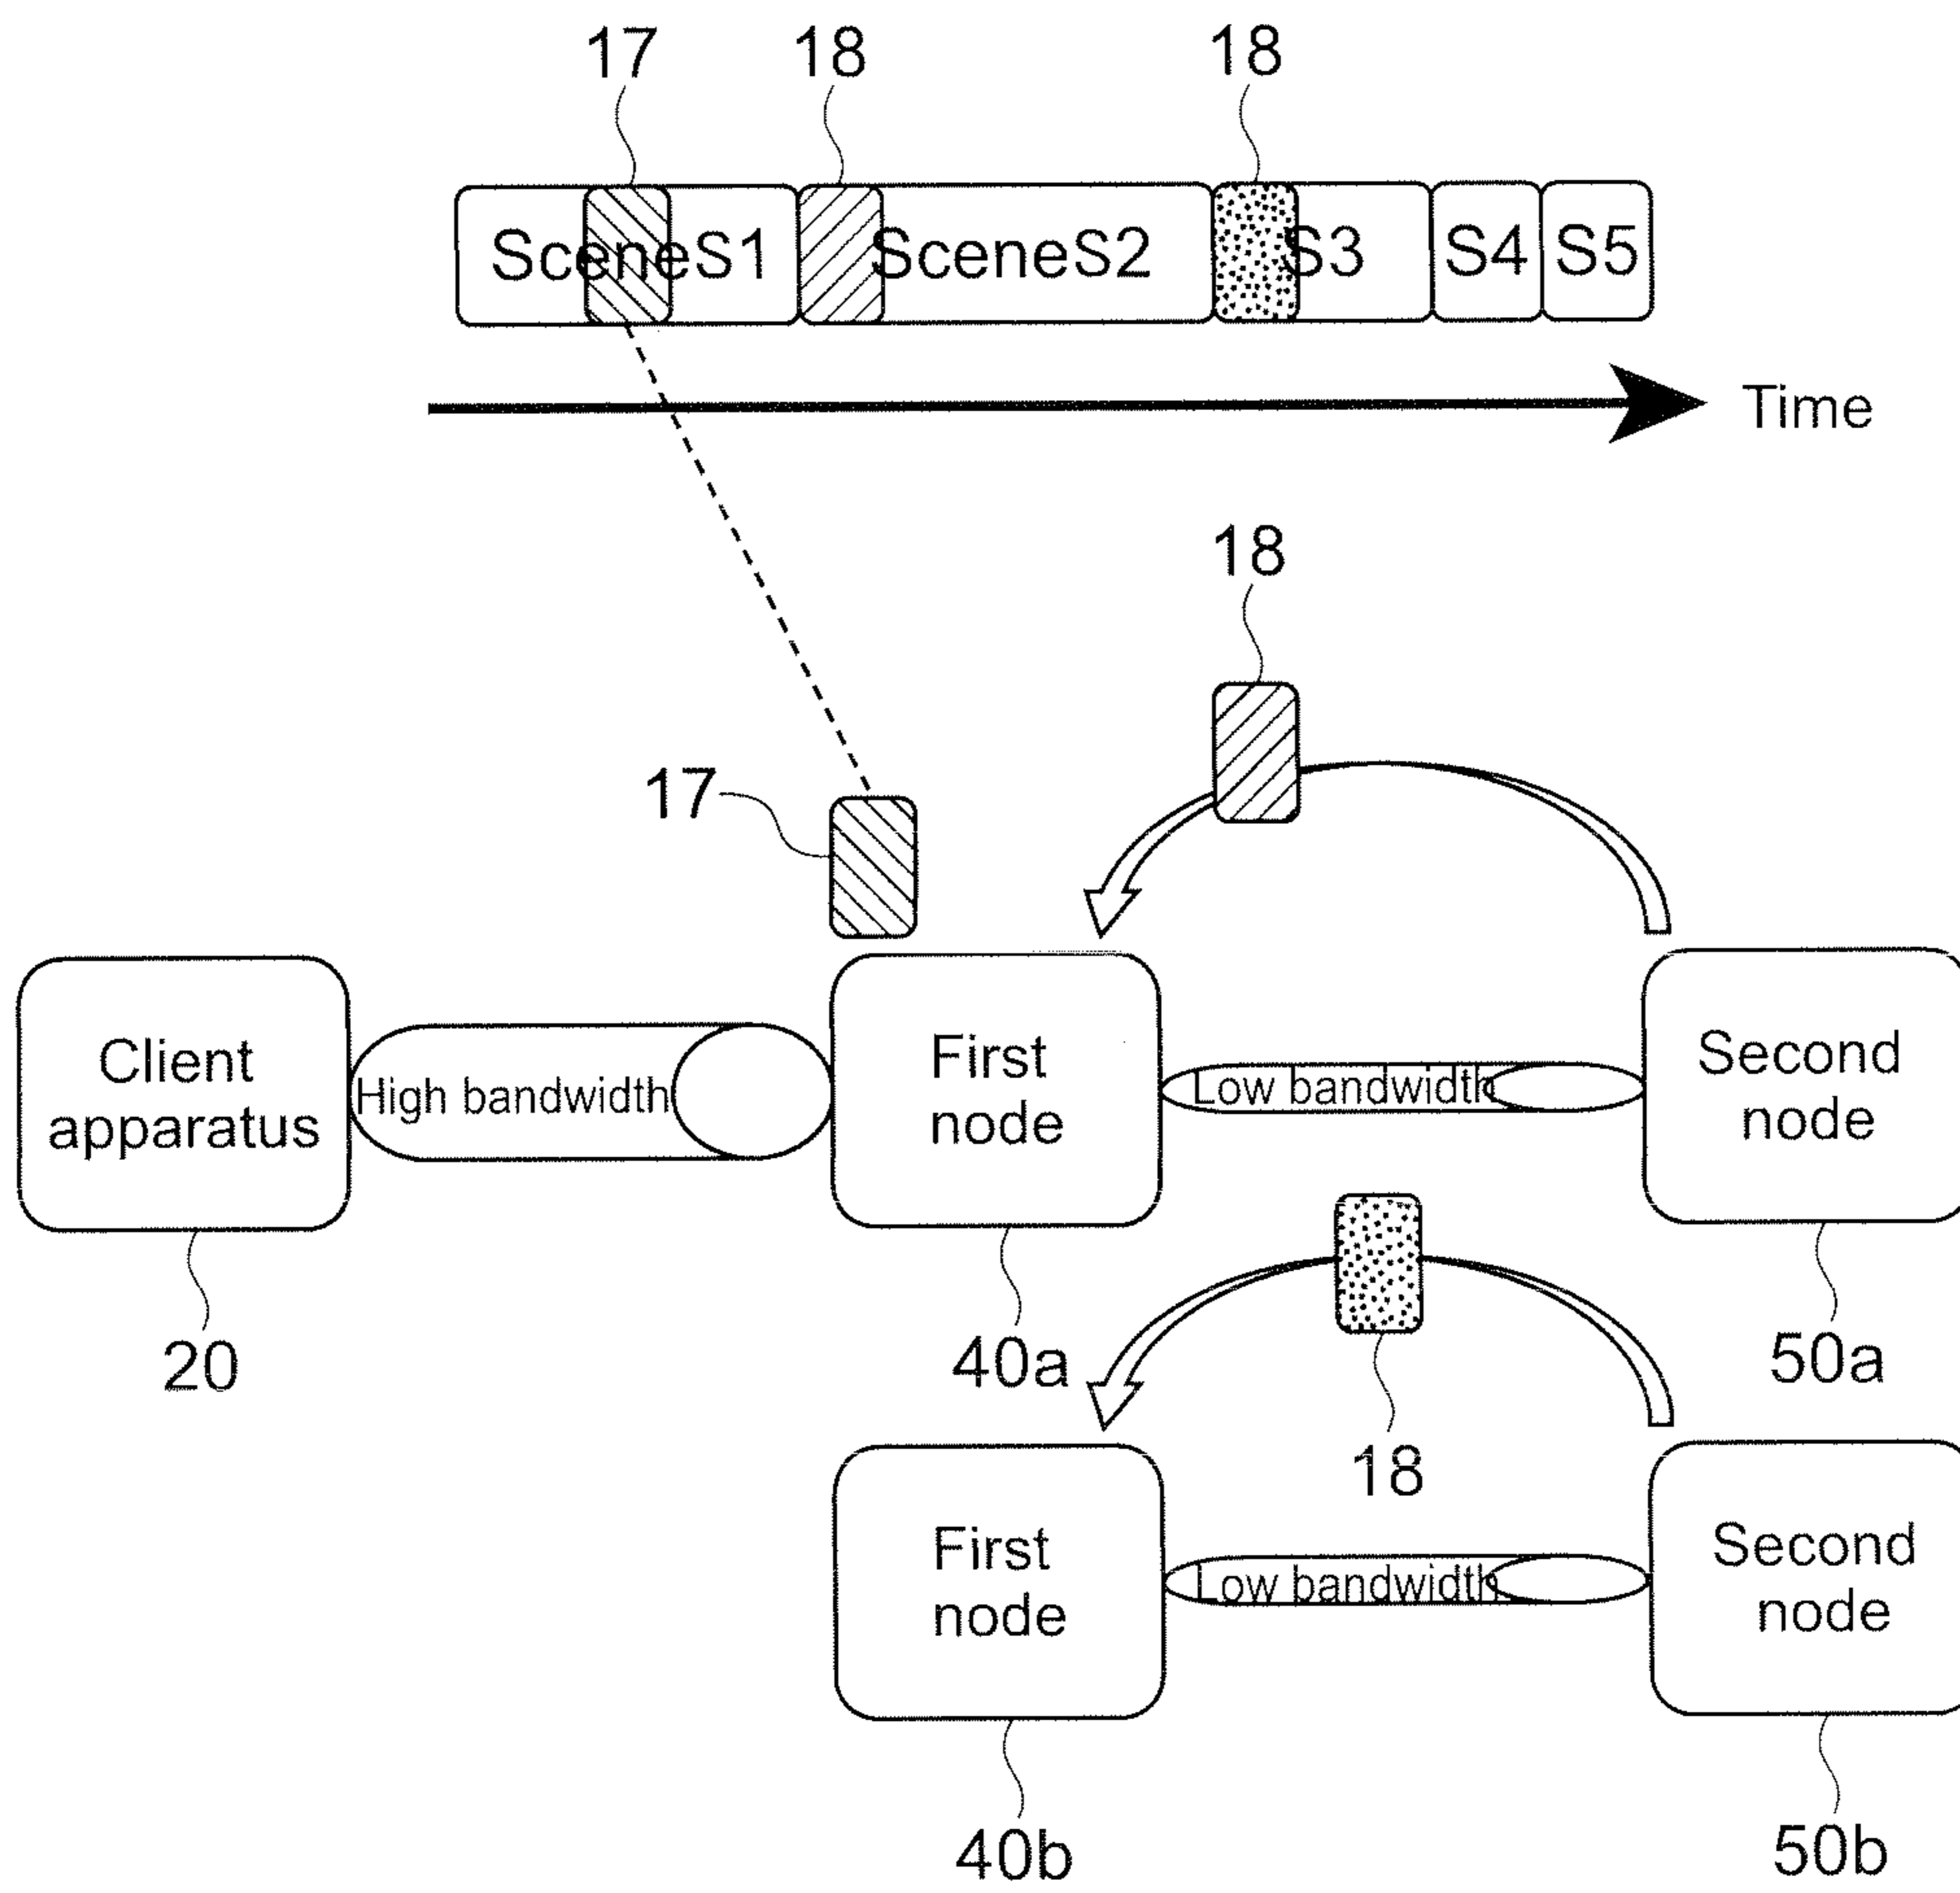 17 18 18
SceneS1 SceneS2 S3 S4 S5
Time
18
17
Client
apparatus
High bandwidth
First
node
Low bandwidth
Second
node
20
40a
50a
18
First
node
Low bandwidth
Second
node
40b
50b